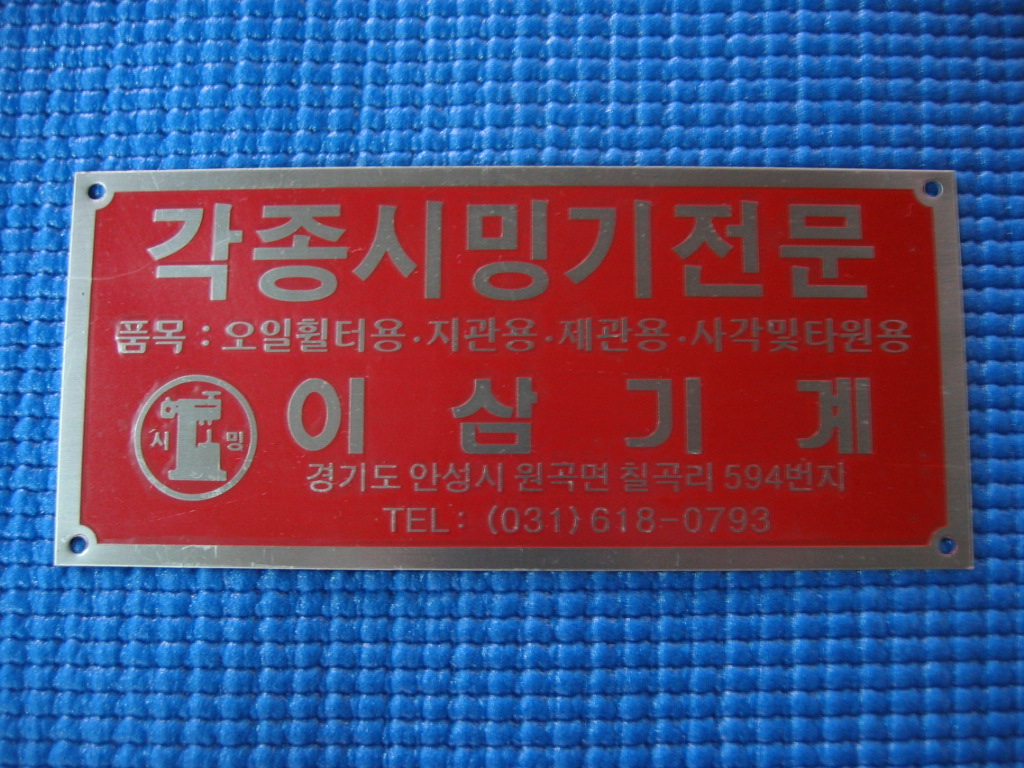 각종시밍기전문
품목 : 오일휠터용·지관용·재관용·사각및타원용
시 밍
이 삼 기 계
경기도 안성시 원곡면 칠곡리 594번지
TEL : (031) 618-0793